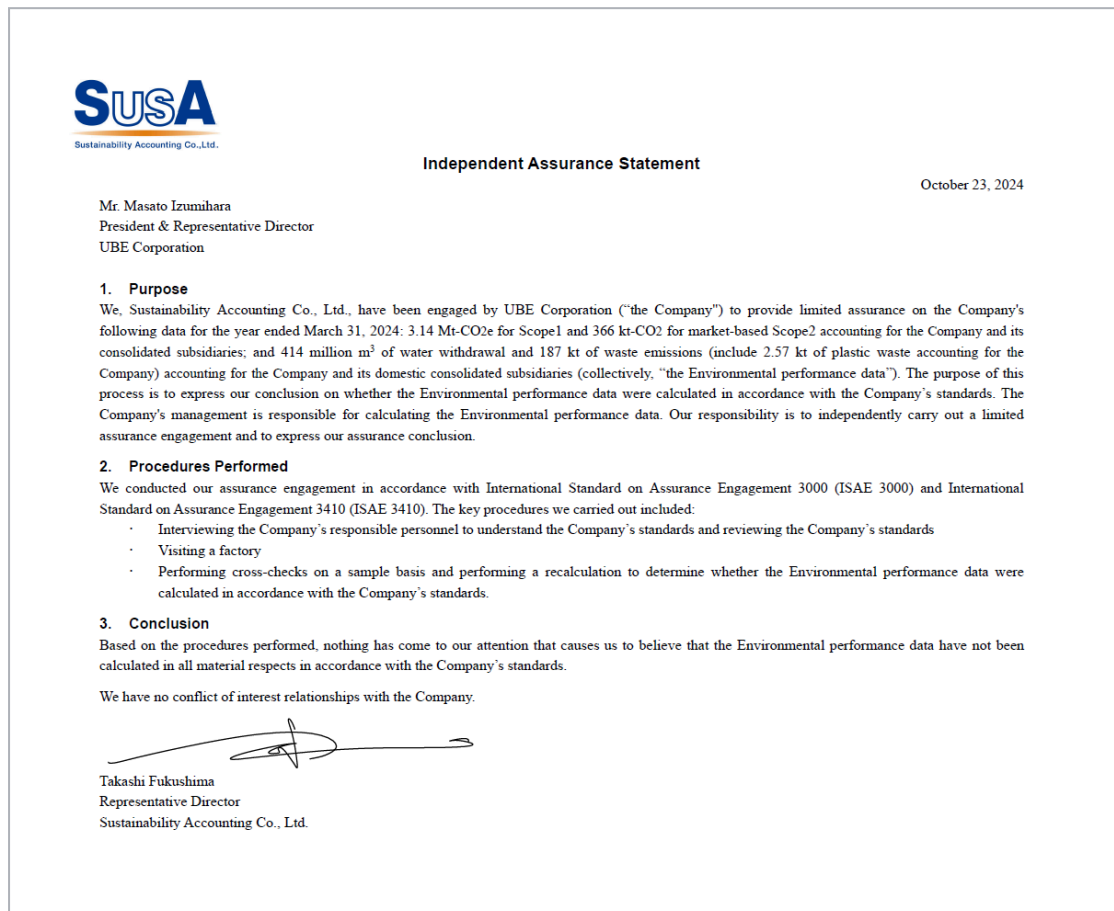 SUSA
Sustainability Accounting Co.,Ltd.
Independent Assurance Statement
October 23, 2024
Mr. Masato Izumihara
President & Representative Director
UBE Corporation
1. Purpose
We, Sustainability Accounting Co., Ltd., have been engaged by UBE Corporation (“the Company") to provide limited assurance on the Company's
following data for the year ended March 31, 2024: 3.14 Mt-CO2e for Scope1 and 366 kt-CO2 for market-based Scope2 accounting for the Company and its
consolidated subsidiaries; and 414 million m³ of water withdrawal and 187 kt of waste emissions (include 2.57 kt of plastic waste accounting for the
Company) accounting for the Company and its domestic consolidated subsidiaries (collectively, “the Environmental performance data”). The purpose of this
process is to express our conclusion on whether the Environmental performance data were calculated in accordance with the Company’s standards. The
Company's management is responsible for calculating the Environmental performance data. Our responsibility is to independently carry out a limited
assurance engagement and to express our assurance conclusion.
2. Procedures Performed
We conducted our assurance engagement in accordance with International Standard on Assurance Engagement 3000 (ISAE 3000) and International
Standard on Assurance Engagement 3410 (ISAE 3410). The key procedures we carried out included:
· Interviewing the Company’s responsible personnel to understand the Company’s standards and reviewing the Company’s standards
· Visiting a factory
· Performing cross-checks on a sample basis and performing a recalculation to determine whether the Environmental performance data were
calculated in accordance with the Company’s standards.
3. Conclusion
Based on the procedures performed, nothing has come to our attention that causes us to believe that the Environmental performance data have not been
calculated in all material respects in accordance with the Company’s standards.
We have no conflict of interest relationships with the Company.
Takashi Fukushima
Representative Director
Sustainability Accounting Co., Ltd.